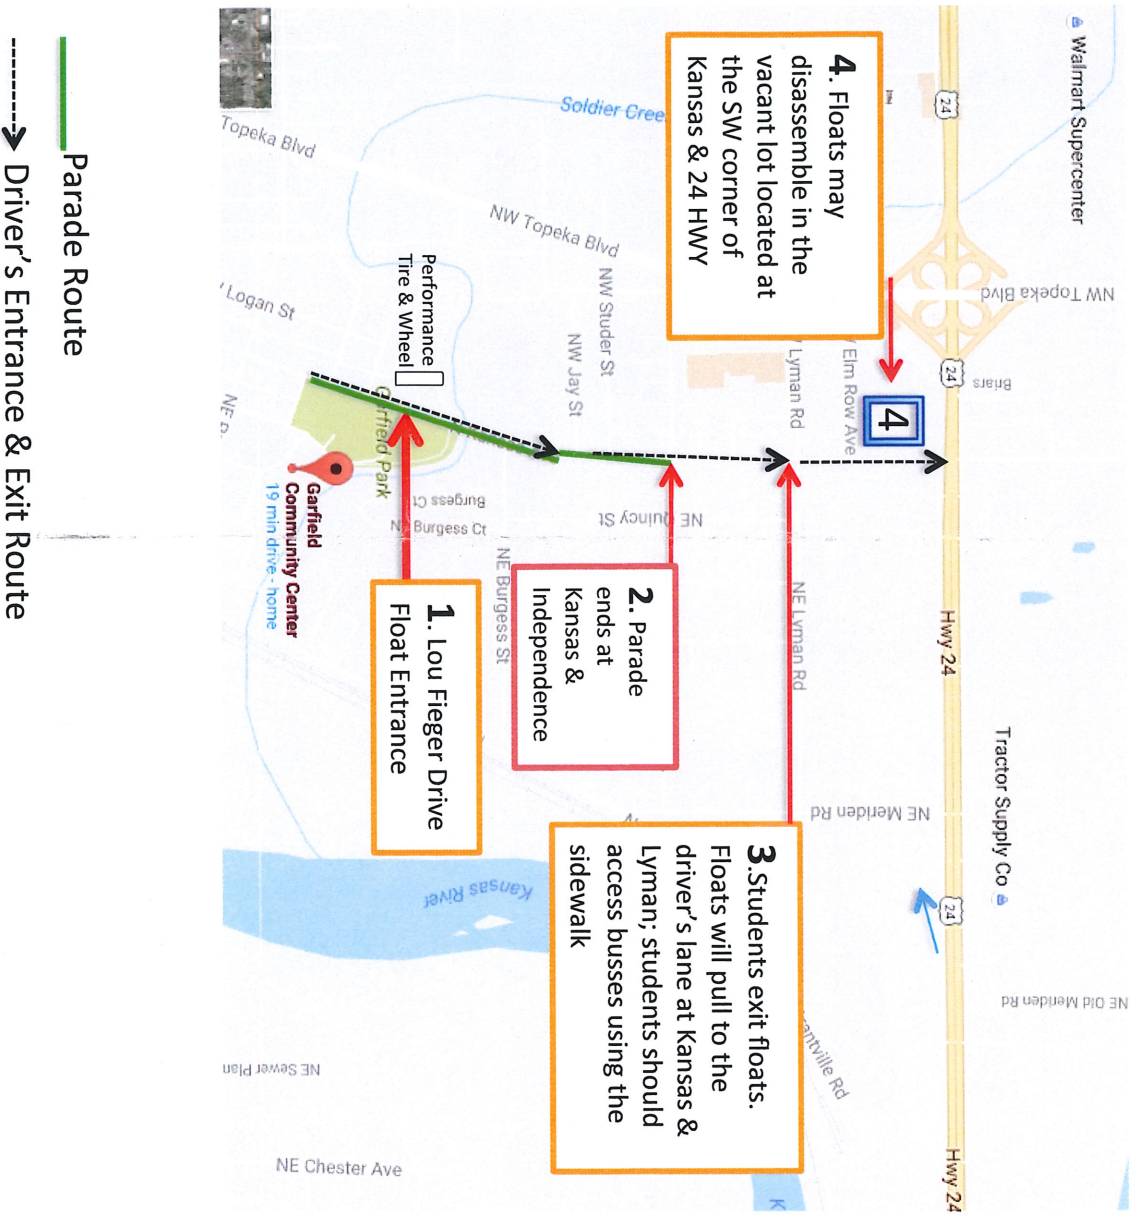 Walmart Supercenter
24
NW Topeka Blvd
24
Briars
Hwy 24
Tractor Supply Co
24
NE Old Meriden Rd
Hwy 24
4. Floats may
disassemble in the
vacant lot located at
the SW corner of
Kansas & 24 HWY
4
Elm Row Ave
Lyman Rd
NE Lyman Rd
NE Meriden Rd
Soldier Cree
Topeka Blvd
NW Topeka Blvd
NW Studer St
NW Jay St
NE Quincy St
Logan St
Performance
Tire & Wheel
Garfield Park
Burgess Ct
NE Burgess Ct
NE Burgess St
Garfield
Community Center
19 min drive - home
1. Lou Fieger Drive
Float Entrance
2. Parade
ends at
Kansas &
Independence
3.Students exit floats.
Floats will pull to the
driver's lane at Kansas &
Lyman; students should
access busses using the
sidewalk
antville Rd
Kansas River
K
NE Sewer Plan
NE Chester Ave
Parade Route
Driver's Entrance & Exit Route